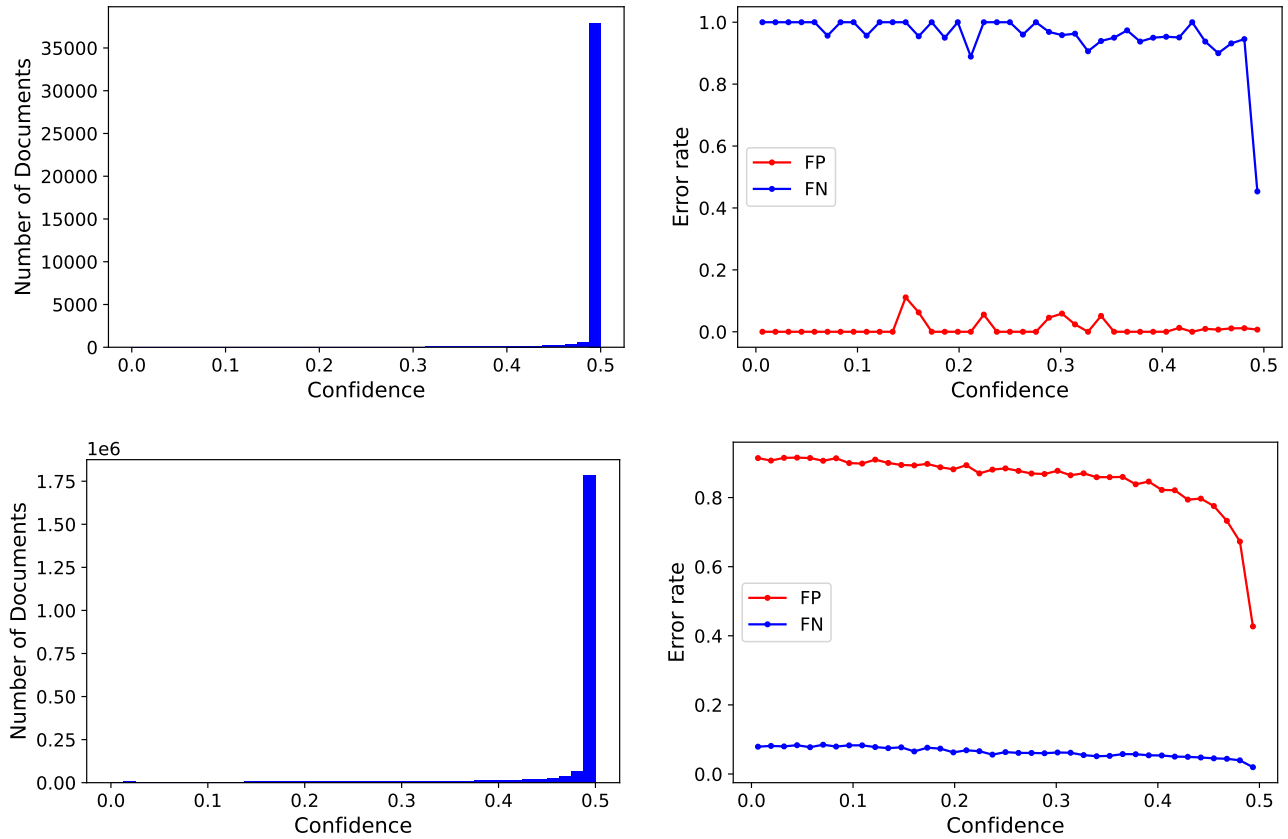 35000
30000
25000
20000
15000
10000
5000
0
Number of Documents
0.0 0.1 0.2 0.3 0.4 0.5
Confidence
1.0
0.8
0.6
0.4
0.2
0.0
Error rate
FP
FN
0.0 0.1 0.2 0.3 0.4 0.5
Confidence
1e6
1.75
1.50
1.25
1.00
0.75
0.50
0.25
0.00
Number of Documents
0.0 0.1 0.2 0.3 0.4 0.5
Confidence
0.8
0.6
0.4
0.2
0.0
Error rate
FP
FN
0.0 0.1 0.2 0.3 0.4 0.5
Confidence